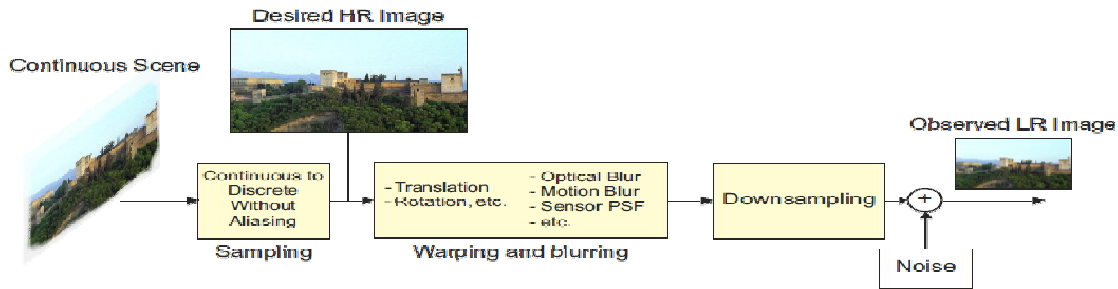 Desired HR Image
Continuous Scene
Continuous to
Discrete
Without
Aliasing
Sampling
- Translation
- Rotation, etc.
- Optical Blur
- Motion Blur
- Sensor PSF
- etc.
Warping and blurring
Downsampling
+
Noise
Observed LR Image